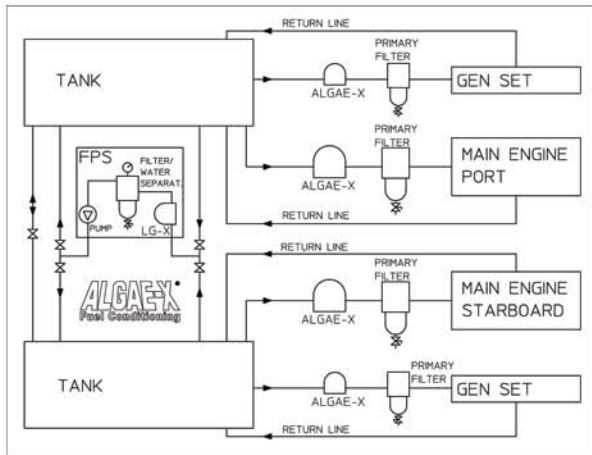 RETURN LINE
TANK
ALGAE-X
PRIMARY
FILTER
GEN SET
FPS
FILTER/
WATER
SEPARAT.
PUMP
LG-X
ALGAE-X
PRIMARY
FILTER
MAIN ENGINE
PORT
RETURN LINE
ALGAE-X
Fuel Conditioning
RETURN LINE
ALGAE-X
PRIMARY
FILTER
MAIN ENGINE
STARBOARD
TANK
ALGAE-X
PRIMARY
FILTER
GEN SET
RETURN LINE